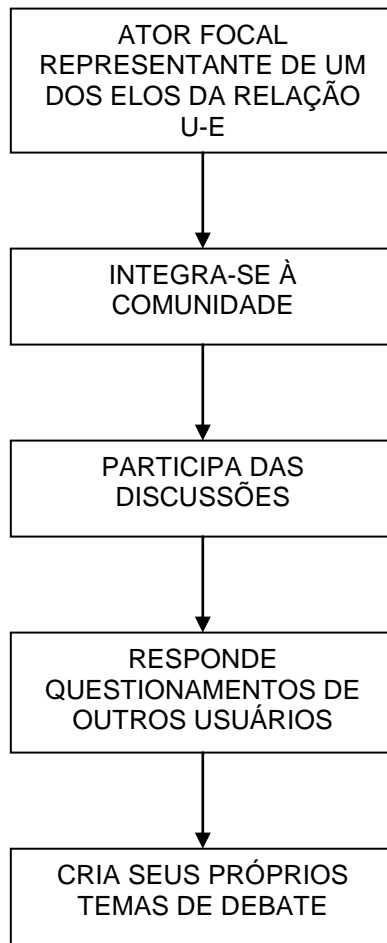 ATOR FOCAL
REPRESENTANTE DE UM
DOS ELOS DA RELAÇÃO
U-E
INTEGRA-SE À
COMUNIDADE
PARTICIPA DAS
DISCUSSÕES
RESPONDE
QUESTIONAMENTOS DE
OUTROS USUÁRIOS
CRIA SEUS PRÓPRIOS
TEMAS DE DEBATE